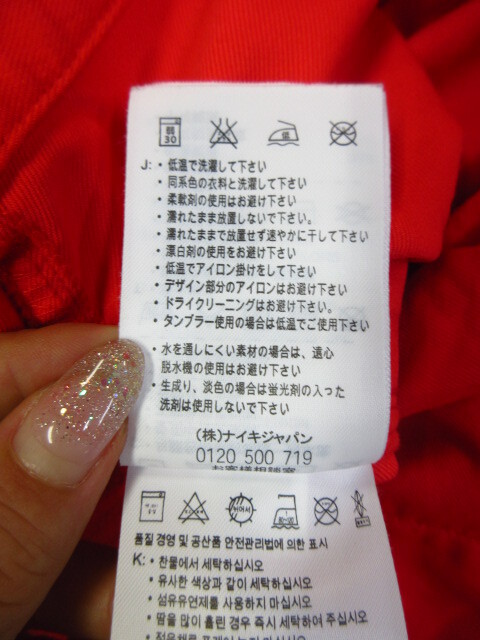 弱
30
低
J: ・低温で洗濯して下さい
・同系色の衣料と洗濯して下さい
・柔軟剤の使用はお避け下さい
・濡れたまま放置しないで下さい。
・濡れたままで放置せず速やかに干して下さい
・漂白剤の使用をお避け下さい
・低温でアイロン掛けをして下さい
・デザイン部分のアイロンはお避け下さい
・ドライクリーニングはお避け下さい。
・タンブラー使用の場合は低温でご使用下さい
・水を通しにくい素材の場合は、遠心
脱水機の使用はお避け下さい
・生成り、淡色の場合は蛍光剤の入った
洗剤は使用しないで下さい
(株)ナイキジャパン
0120 500 719
お客様相談室
품질 경영 및 공산품 안전관리법에 의한 표시
K: ・찬물에서 세탁하십시오
・유사한 색상과 같이 세탁하십시오
・섬유유연제를 사용하지 마십시오
・땀을 많이 흘린 경우 즉시 세탁하여 주십시오